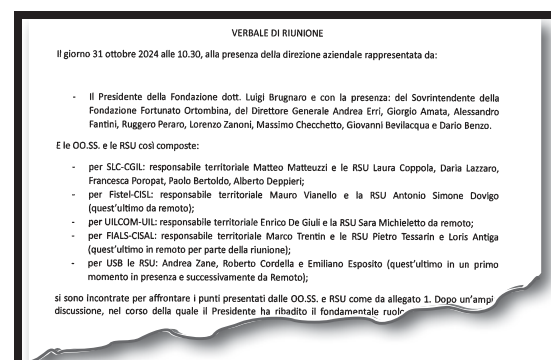 VERBALE DI RIUNIONE
Il giorno 31 ottobre 2024 alle 10.30, alla presenza della direzione aziendale rappresentata da:
- Il Presidente della Fondazione dott. Luigi Brugnaro e con la presenza: del Sovrintendente della
Fondazione Fortunato Ortombina, del Direttore Generale Andrea Erri, Giorgio Amata, Alessandro
Fantini, Ruggero Peraro, Lorenzo Zanoni, Massimo Checchetto, Giovanni Bevilacqua e Dario Benzo.
E le OO.SS. e le RSU così composte:
- per SLC-CGIL: responsabile territoriale Matteo Matteuzzi e le RSU Laura Coppola, Daria Lazzaro,
Francesca Poropat, Paolo Bertoldo, Alberto Deppieri;
- per Fistel-CISL: responsabile territoriale Mauro Vianello e la RSU Antonio Simone Dovigo
(quest'ultimo da remoto);
- per UILCOM-UIL: responsabile territoriale Enrico De Giuli e la RSU Sara Michieletto da remoto;
- per FIALS-CISAL: responsabile territoriale Marco Trentin e le RSU Pietro Tessarin e Loris Antiga
(quest'ultimo in remoto per parte della riunione);
- per USB le RSU: Andrea Zane, Roberto Cordella e Emiliano Esposito (quest'ultimo in un primo
momento in presenza e successivamente da Remoto);
si sono incontrate per affrontare i punti presentati dalle OO.SS. e RSU come da allegato 1. Dopo un'ampi
discussione, nel corso della quale il Presidente ha ribadito il fondamentale ruolo